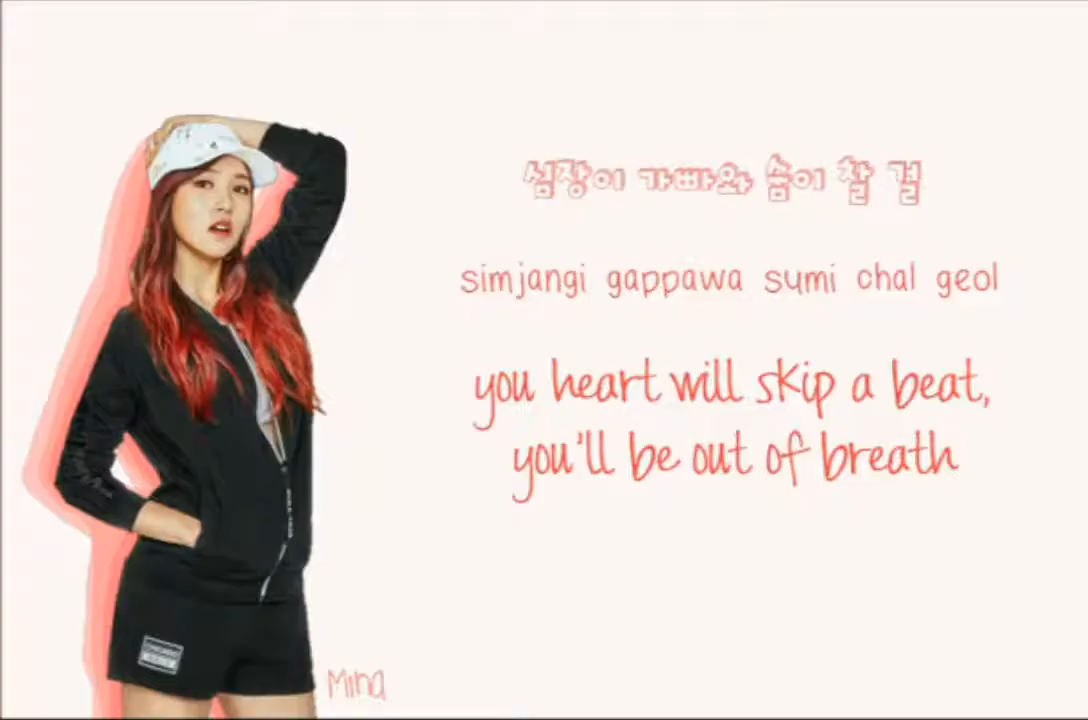 심장이 가빠와 숨이 찰 걸
simjangi gappawa sumi chal geol
you heart will skip a beat,
you'll be out of breath
Mina